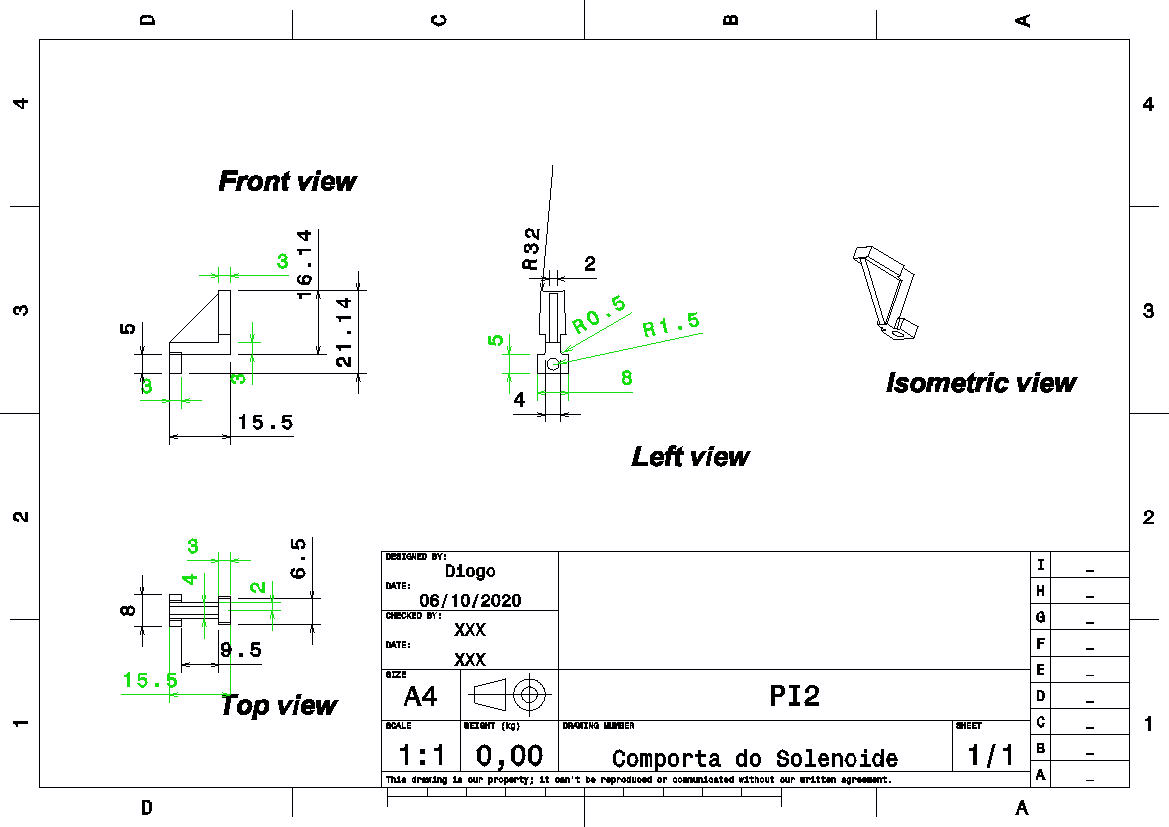 D C B A
4 4
Front view
3
16.14
21.14
5
3
3
15.5
R32
2
R0.5
R1.5
5
8
4
Left view
Isometric view
3 3
2 2
3
4
2
6.5
8
9.5
15.5
Top view
1 1
DESIGNED BY:
Diogo
DATE:
06/10/2020
CHECKED BY:
XXX
DATE:
XXX
SIZE
A4
PI2
SCALE
1:1
WEIGHT (kg)
0,00
DRAWING NUMBER
Comporta do Solenoide
SHEET
1/1
This drawing is our property; it can't be reproduced or communicated without our written agreement.
I _
H _
G _
F _
E _
D _
C _
B _
A _
D A